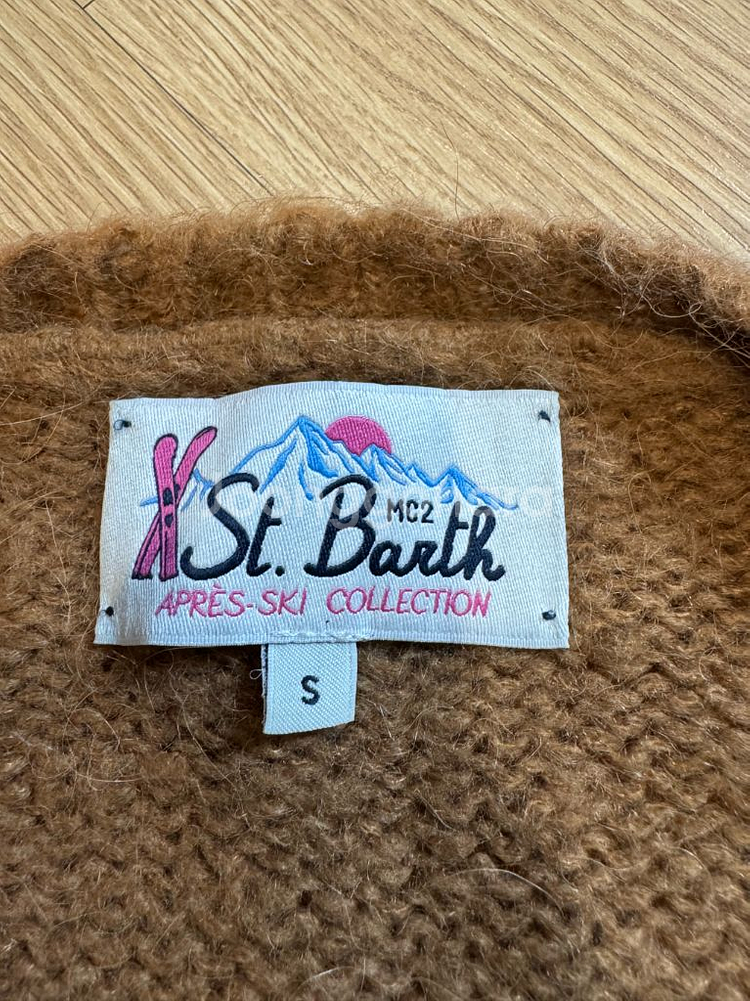 MC2
St. Barth
APRÈS-SKI COLLECTION
S